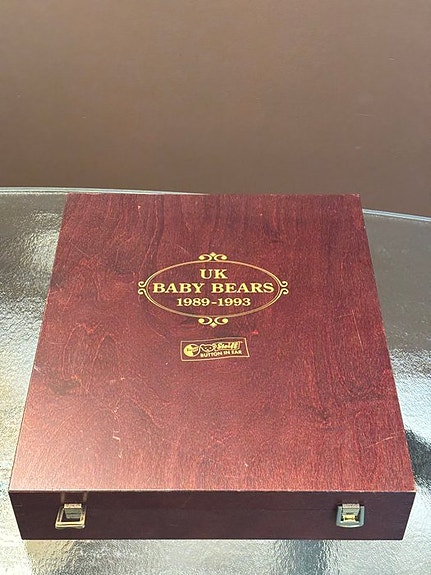 UK
BABY BEARS
1989-1993
Steiff
BUTTON IN EAR